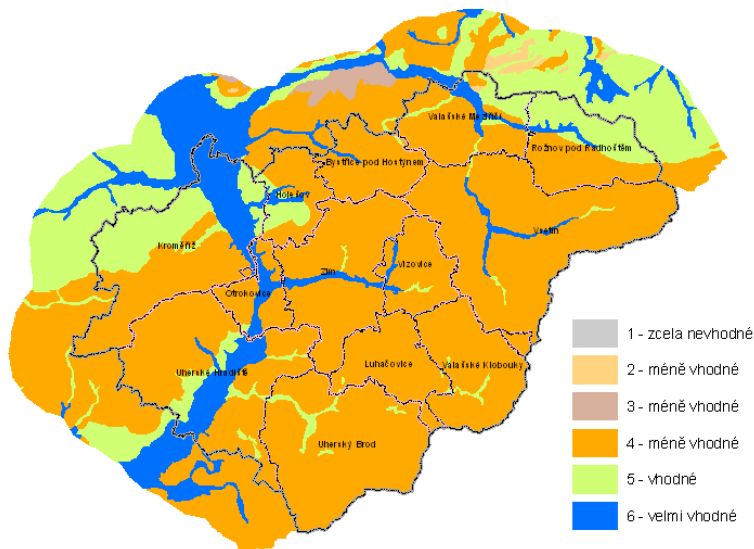 Valašské Meziříčí
Rožnov pod Radhoštěm
Bystřice pod Hostýnem
Holešov
Vsetín
Kroměříž
Zlín
Vizovice
Otrokovice
Uherské Hradiště
Luhačovice
Valašské Klobouky
Uherský Brod
1 - zcela nevhodné
2 - méně vhodné
3 - méně vhodné
4 - méně vhodné
5 - vhodné
6 - velmi vhodné